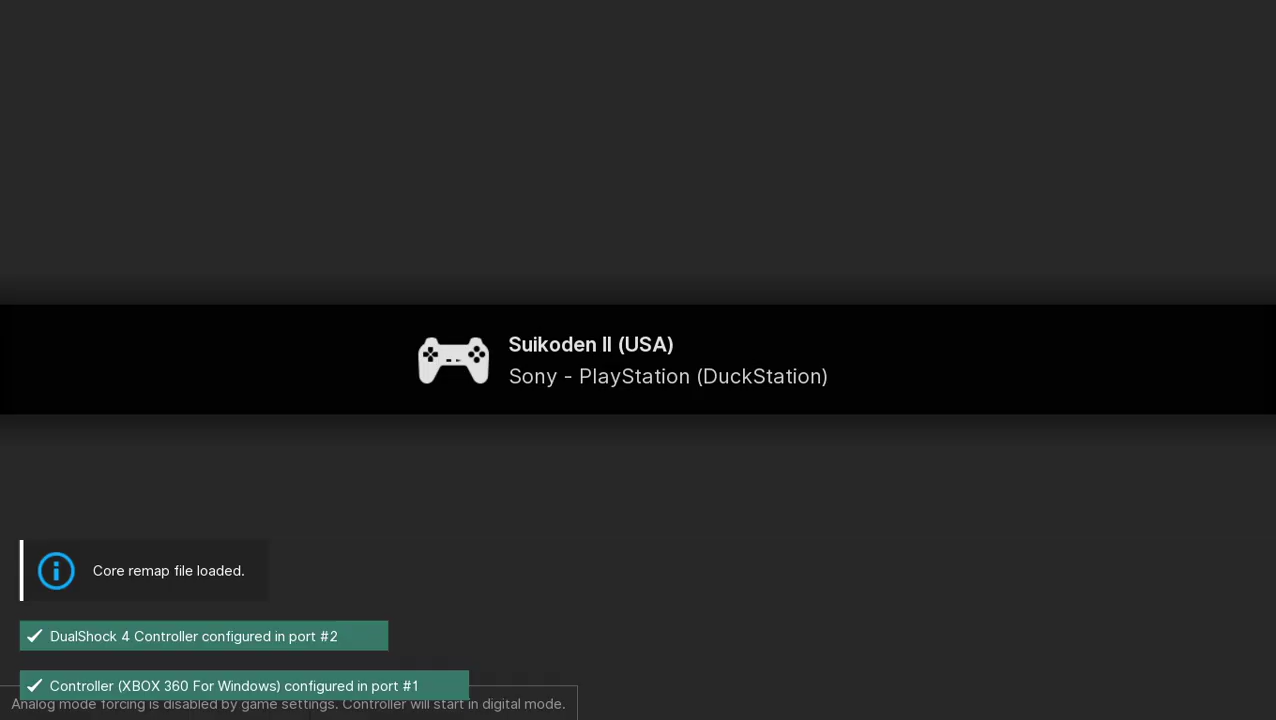 Suikoden II (USA)
Sony - PlayStation (DuckStation)
Core remap file loaded.
DualShock 4 Controller configured in port #2
Controller (XBOX 360 For Windows) configured in port #1
Analog mode forcing is disabled by game settings. Controller will start in digital mode.